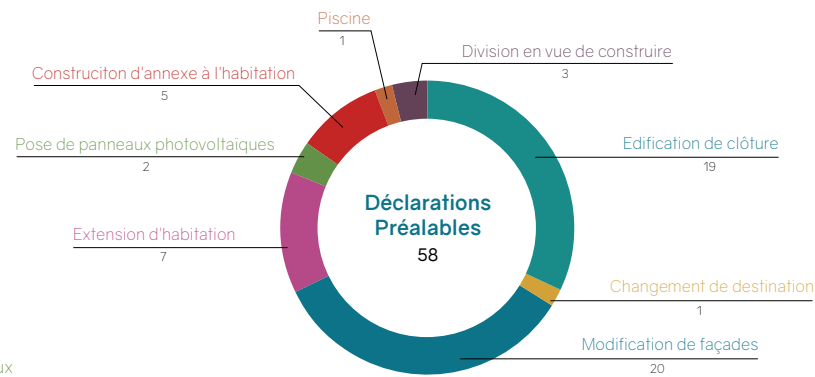 Piscine
1
Division en vue de construire
3
Construciton d'annexe à l'habitation
5
Pose de panneaux photovoltaïques
2
Edification de clôture
19
Déclarations
Préalables
58
Extension d'habitation
7
Changement de destination
1
Modification de façades
20
ux